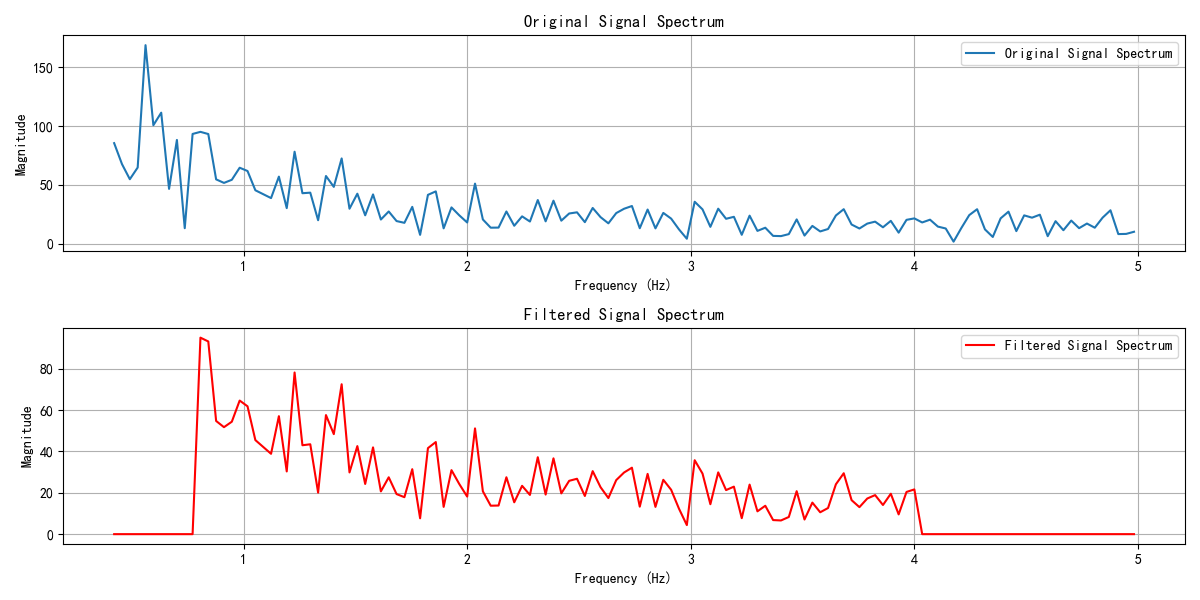 Original Signal Spectrum
Original Signal Spectrum
Magnitude
150
100
50
0
1 2 3 4 5
Frequency (Hz)
Filtered Signal Spectrum
Filtered Signal Spectrum
Magnitude
80
60
40
20
0
1 2 3 4 5
Frequency (Hz)